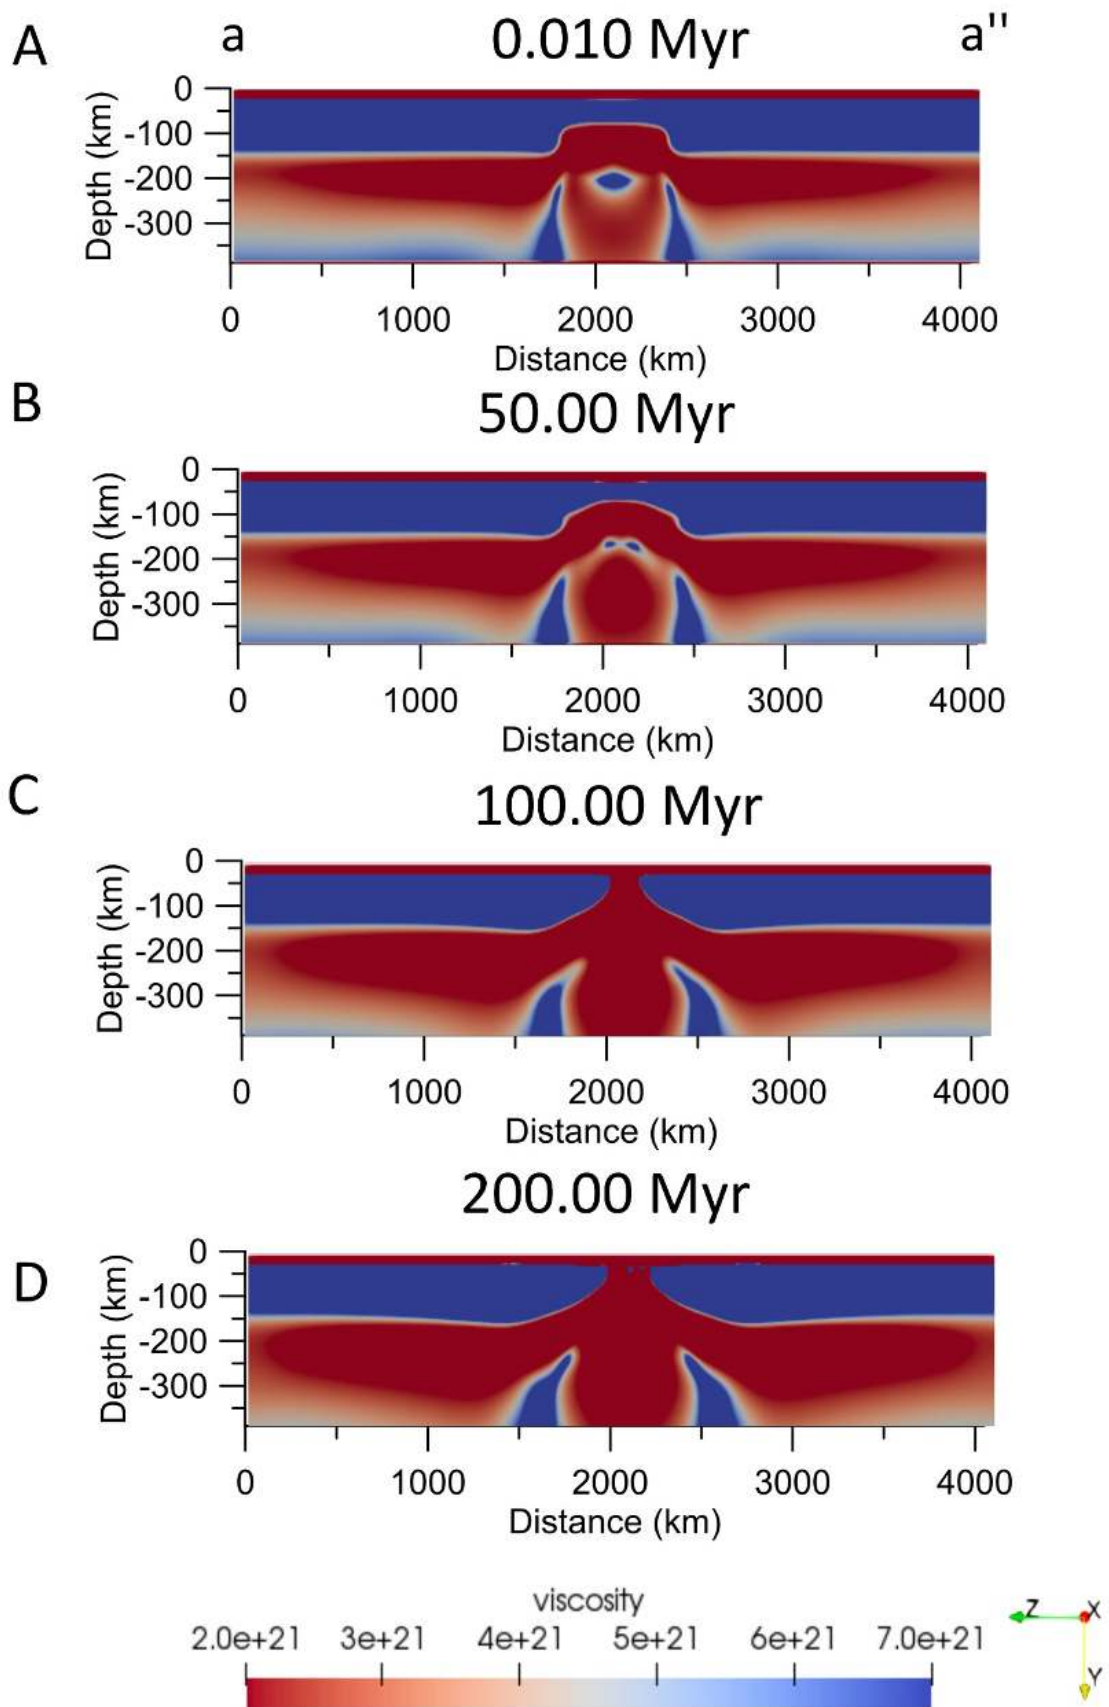 A a 0.010 Myr a''
0
-100
-200
-300
Depth (km)
0 1000 2000 3000 4000
Distance (km)
B
50.00 Myr
0
-100
-200
-300
Depth (km)
0 1000 2000 3000 4000
Distance (km)
C
100.00 Myr
0
-100
-200
-300
Depth (km)
0 1000 2000 3000 4000
Distance (km)
200.00 Myr
D
0
-100
-200
-300
Depth (km)
0 1000 2000 3000 4000
Distance (km)
viscosity
2.0e+21 3e+21 4e+21 5e+21 6e+21 7.0e+21
Z X
Y